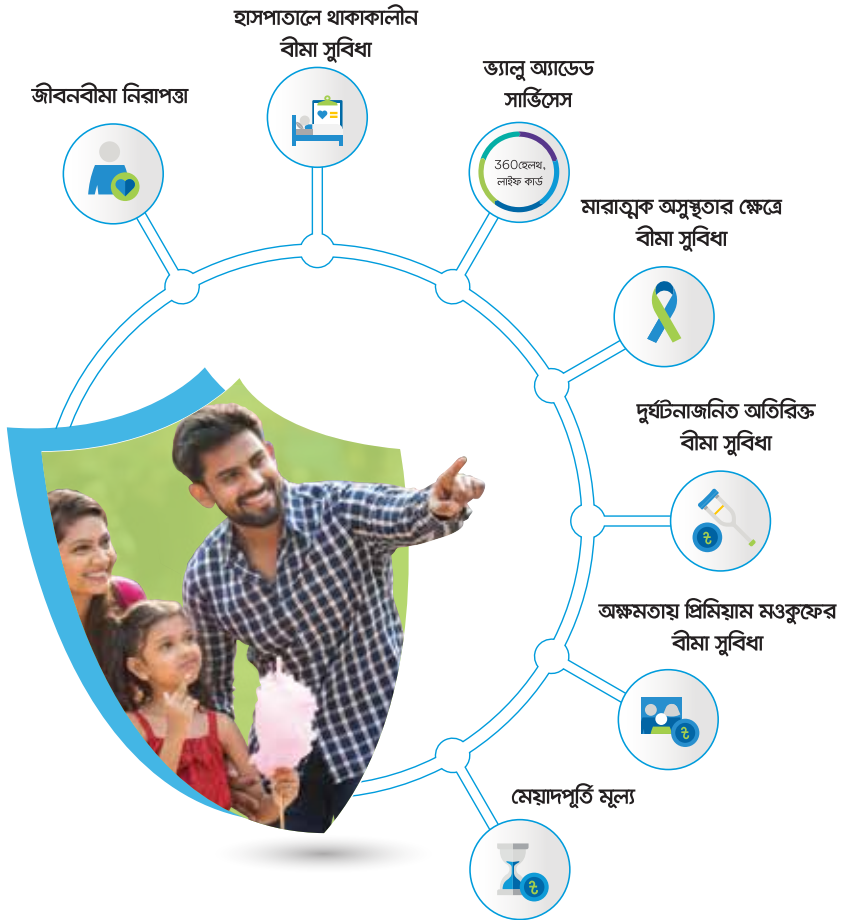 হাসপাতালে থাকাকালীন
বীমা সুবিধা
ভ্যালু অ্যাডেড
সার্ভিসেস
জীবনবীমা নিরাপত্তা
360হেলথ,
লাইফ কার্ড
মারাত্মক অসুস্থতার ক্ষেত্রে
বীমা সুবিধা
দুর্ঘটনাজনিত অতিরিক্ত
বীমা সুবিধা
৳
অক্ষমতায় প্রিমিয়াম মওকুফের
বীমা সুবিধা
৳
মেয়াদপূর্তি মূল্য
৳